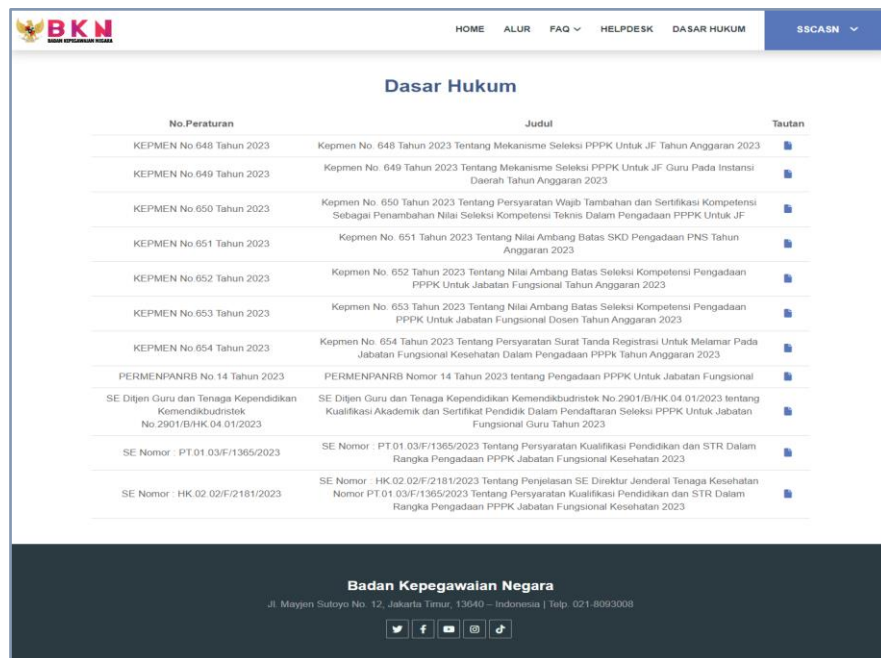 BKN
BADAN KEPEGAWAIAN NEGARA
HOME ALUR FAQ HELPDESK DASAR HUKUM SSCASN
Dasar Hukum
No.Peraturan Judul Tautan
KEPMEN No.648 Tahun 2023 Kepmen No. 648 Tahun 2023 Tentang Mekanisme Seleksi PPPK Untuk JF Tahun Anggaran 2023
KEPMEN No.649 Tahun 2023 Kepmen No. 649 Tahun 2023 Tentang Mekanisme Seleksi PPPK Untuk JF Guru Pada Instansi
Daerah Tahun Anggaran 2023
KEPMEN No.650 Tahun 2023 Kepmen No. 650 Tahun 2023 Tentang Persyaratan Wajib Tambahan dan Sertifikasi Kompetensi
Sebagai Penambahan Nilai Seleksi Kompetensi Teknis Dalam Pengadaan PPPK Untuk JF
KEPMEN No.651 Tahun 2023 Kepmen No. 651 Tahun 2023 Tentang Nilai Ambang Batas SKD Pengadaan PNS Tahun
Anggaran 2023
KEPMEN No.652 Tahun 2023 Kepmen No. 652 Tahun 2023 Tentang Nilai Ambang Batas Seleksi Kompetensi Pengadaan
PPPK Untuk Jabatan Fungsional Tahun Anggaran 2023
KEPMEN No.653 Tahun 2023 Kepmen No. 653 Tahun 2023 Tentang Nilai Ambang Batas Seleksi Kompetensi Pengadaan
PPPK Untuk Jabatan Fungsional Dosen Tahun Anggaran 2023
KEPMEN No.654 Tahun 2023 Kepmen No. 654 Tahun 2023 Tentang Persyaratan Surat Tanda Registrasi Untuk Melamar Pada
Jabatan Fungsional Kesehatan Dalam Pengadaan PPPk Tahun Anggaran 2023
PERMENPANRB No.14 Tahun 2023 PERMENPANRB Nomor 14 Tahun 2023 tentang Pengadaan PPPK Untuk Jabatan Fungsional
SE Ditjen Guru dan Tenaga Kependidikan
Kemendikbudristek
No.2901/B/HK.04.01/2023
SE Ditjen Guru dan Tenaga Kependidikan Kemendikbudristek No.2901/B/HK.04.01/2023 tentang
Kualifikasi Akademik dan Sertifikat Pendidik Dalam Pendaftaran Seleksi PPPK Untuk Jabatan
Fungsional Guru Tahun 2023
SE Nomor : PT.01.03/F/1365/2023 SE Nomor : PT.01.03/F/1365/2023 Tentang Persyaratan Kualifikasi Pendidikan dan STR Dalam
Rangka Pengadaan PPPK Jabatan Fungsional Kesehatan 2023
SE Nomor : HK.02.02/F/2181/2023
SE Nomor : HK.02.02/F/2181/2023 Tentang Penjelasan SE Direktur Jenderal Tenaga Kesehatan
Nomor PT.01.03/F/1365/2023 Tentang Persyaratan Kualifikasi Pendidikan dan STR Dalam
Rangka Pengadaan PPPK Jabatan Fungsional Kesehatan 2023
Badan Kepegawaian Negara
Jl. Mayjen Sutoyo No. 12, Jakarta Timur, 13640 – Indonesia | Telp. 021-8093008